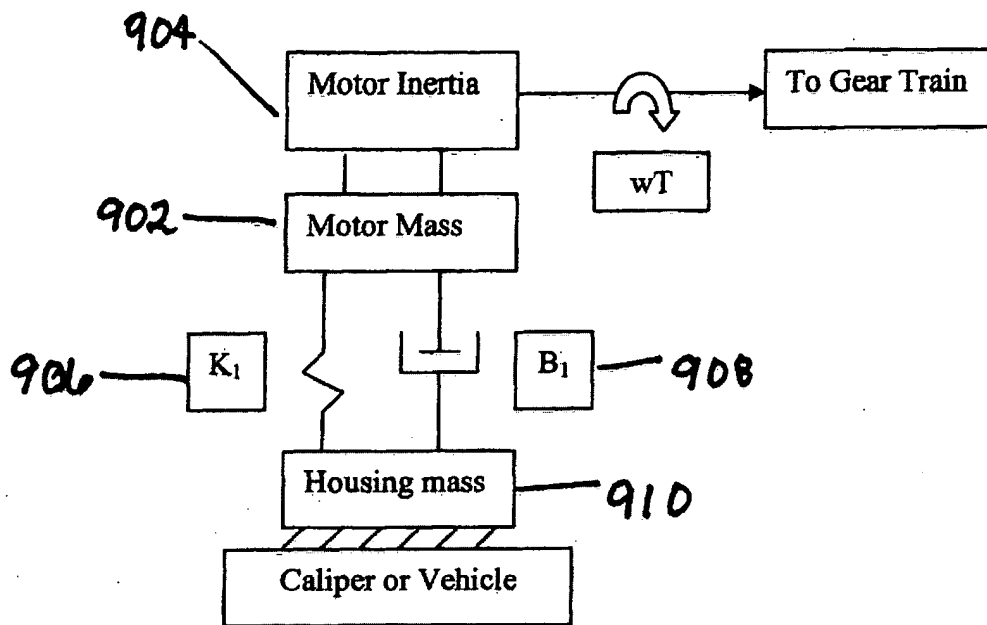 904
Motor Inertia
To Gear Train
wT
902
Motor Mass
906
K₁
B₁
908
Housing mass
910
Caliper or Vehicle